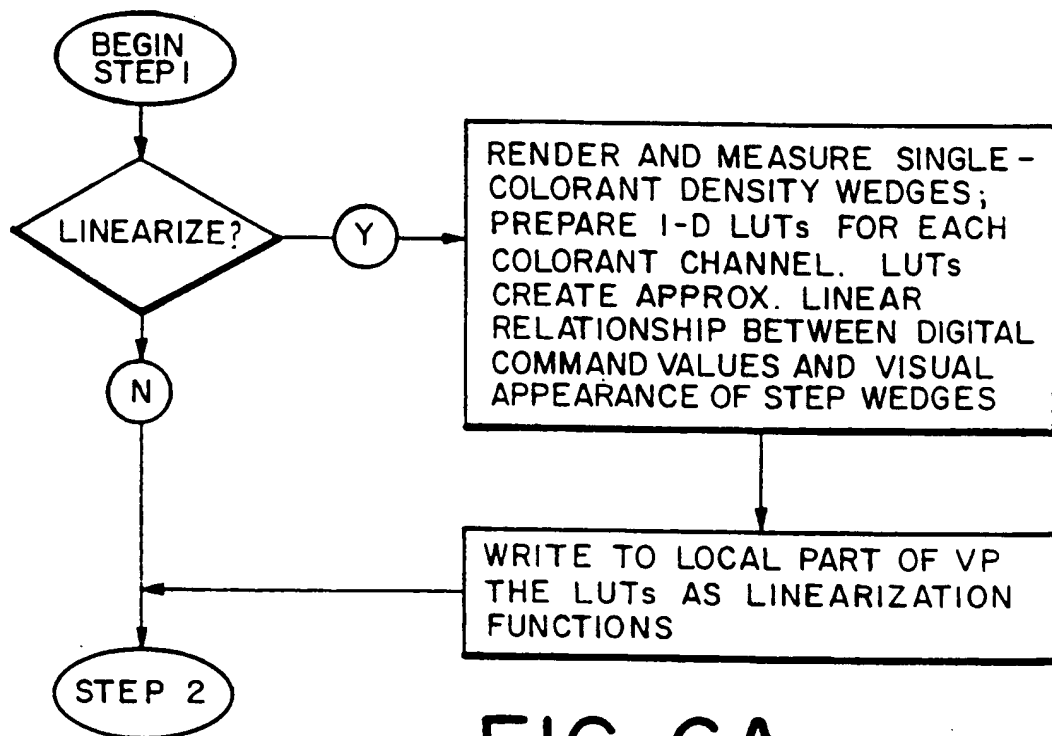 BEGIN
STEP 1
LINEARIZE?
Y
RENDER AND MEASURE SINGLE-
COLORANT DENSITY WEDGES;
PREPARE 1-D LUTs FOR EACH
COLORANT CHANNEL. LUTs
CREATE APPROX. LINEAR
RELATIONSHIP BETWEEN DIGITAL
COMMAND VALUES AND VISUAL
APPEARANCE OF STEP WEDGES
N
WRITE TO LOCAL PART OF VP
THE LUTs AS LINEARIZATION
FUNCTIONS
STEP 2
FIG. 6A